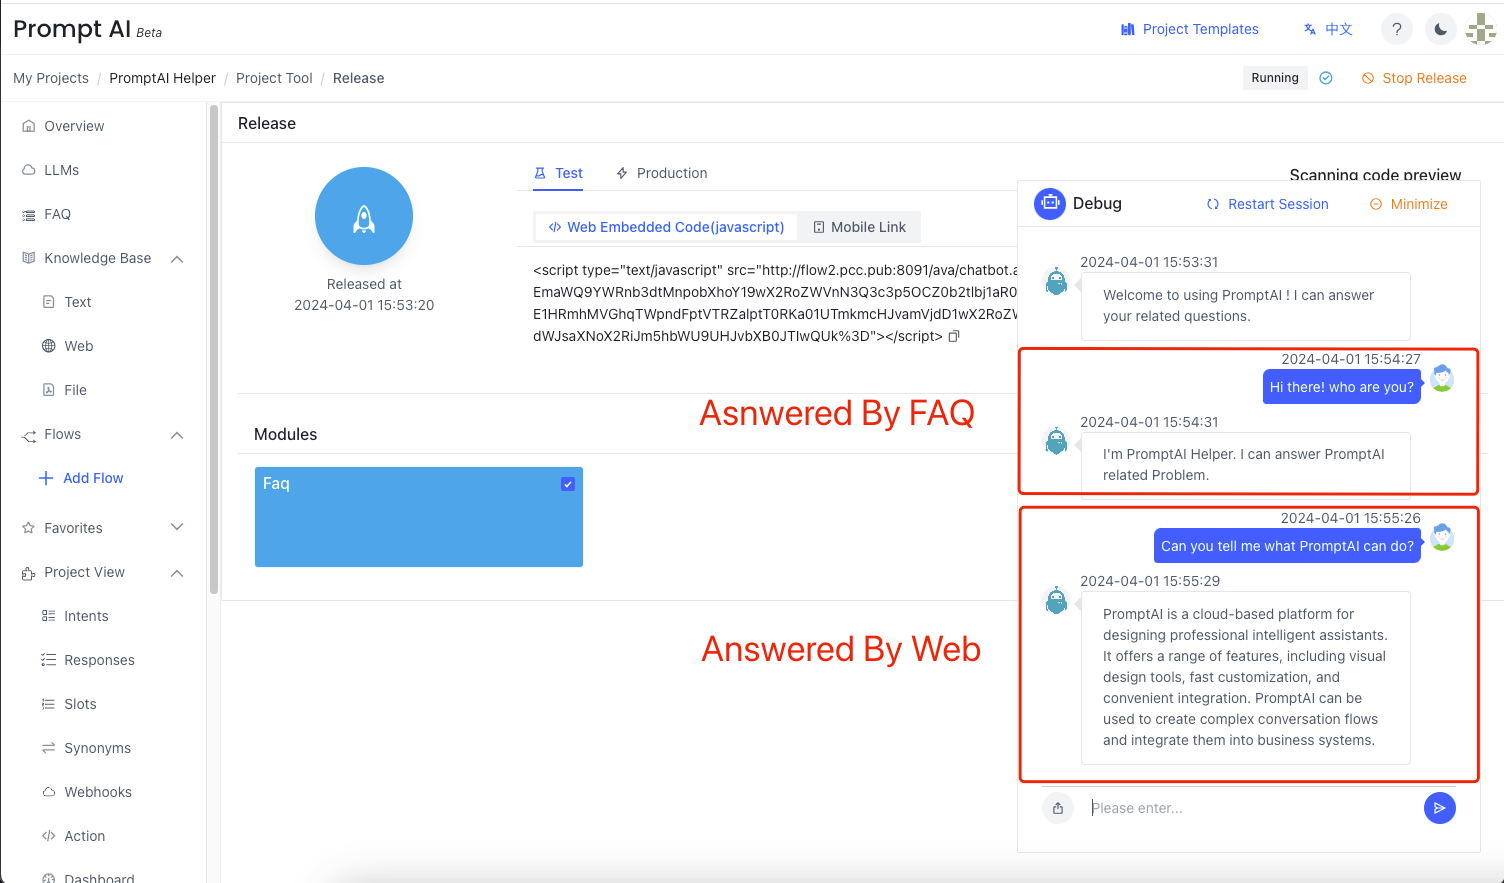 Prompt AI Beta
Project Templates
中文
?
My Projects / PromptAI Helper / Project Tool / Release
Running
Stop Release
Overview
LLMs
FAQ
Knowledge Base
Text
Web
File
Flows
Add Flow
Favorites
Project View
Intents
Responses
Slots
Synonyms
Webhooks
Action
Dashboard
Release
Released at
2024-04-01 15:53:20
Test
Production
Scanning code preview
Web Embedded Code(javascript)
Mobile Link
<script type="text/javascript" src="http://flow2.pcc.pub:8091/ava/chatbot.a
EmaWQ9YWRnb3dtMnpobXhoY19wX2RoZWVnN3Q3c3p5OCZ0b2tlbj1aR0
E1HRmhMVGhqTWpndFptVTRZalptT0RKa01UTmkmcHJvamVjdD1wX2RoZW
dWJsaXNoX2RiJm5hbWU9UHJvbXB0JTIwQUk%3D"></script>
Modules
Faq
Asnwered By FAQ
Answered By Web
Debug
Restart Session
Minimize
2024-04-01 15:53:31
Welcome to using PromptAI ! I can answer
your related questions.
2024-04-01 15:54:27
Hi there! who are you?
2024-04-01 15:54:31
I'm PromptAI Helper. I can answer PromptAI
related Problem.
2024-04-01 15:55:26
Can you tell me what PromptAI can do?
2024-04-01 15:55:29
PromptAI is a cloud-based platform for
designing professional intelligent assistants.
It offers a range of features, including visual
design tools, fast customization, and
convenient integration. PromptAI can be
used to create complex conversation flows
and integrate them into business systems.
Please enter...